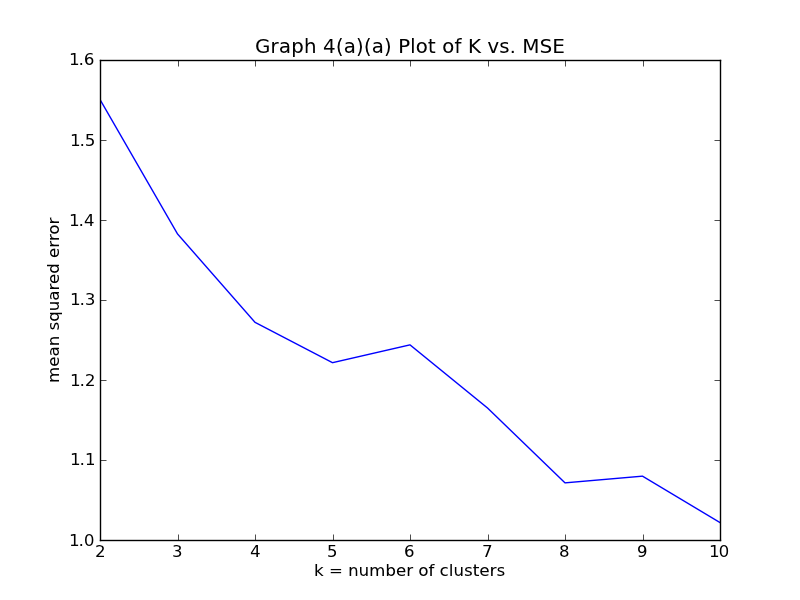 Graph 4(a)(a) Plot of K vs. MSE
1.6
1.5
1.4
1.3
1.2
1.1
1.0
mean squared error
2 3 4 5 6 7 8 9 10
k = number of clusters